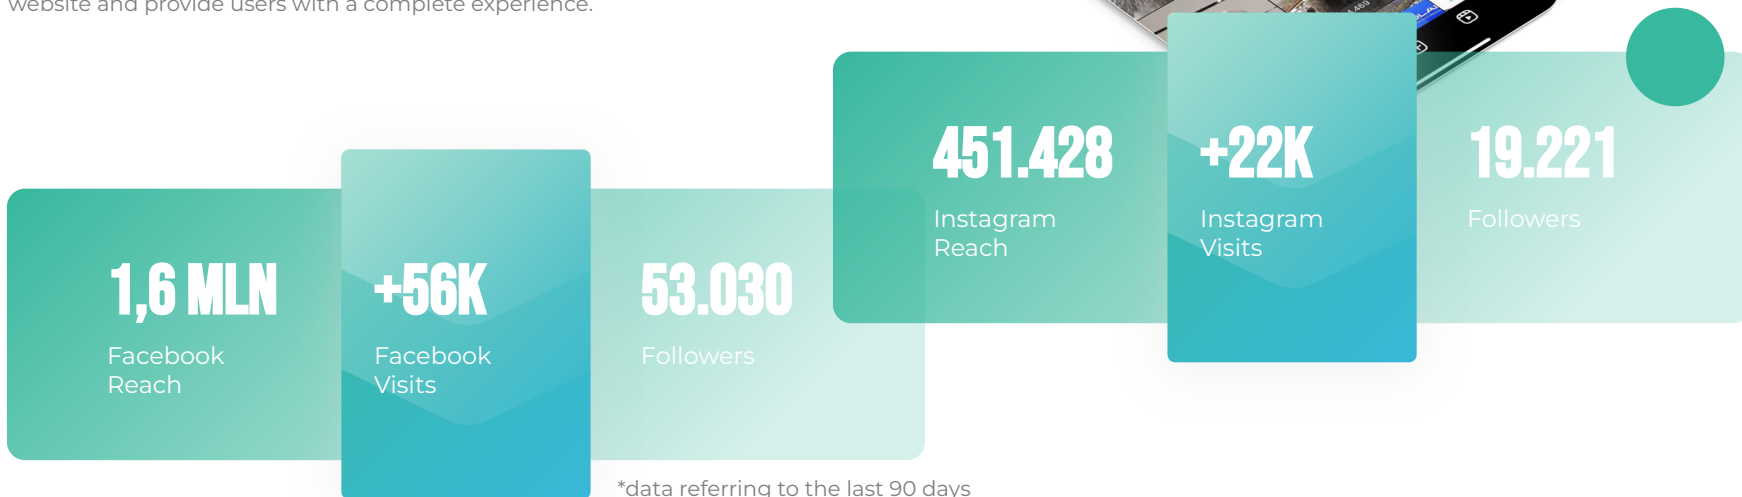 website and provide users with a complete experience.
1,6 MLN
Facebook
Reach
+56K
Facebook
Visits
53.030
Followers
451.428
Instagram
Reach
+22K
Instagram
Visits
19.221
Followers
*data referring to the last 90 days